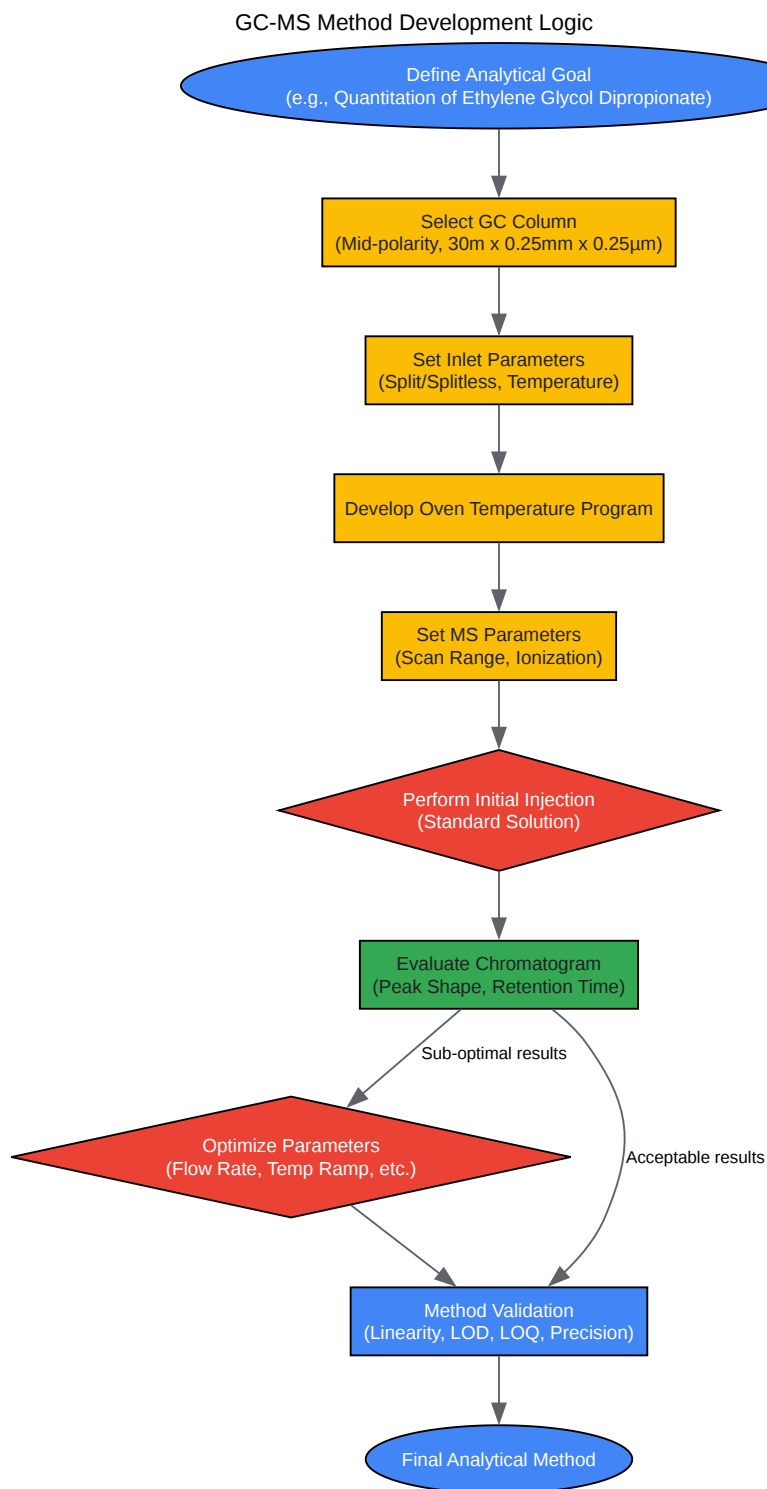 GC-MS Method Development Logic
Define Analytical Goal
(e.g., Quantitation of Ethylene Glycol Dipropionate)
Select GC Column
(Mid-polarity, 30m x 0.25mm x 0.25µm)
Set Inlet Parameters
(Split/Splitless, Temperature)
Develop Oven Temperature Program
Set MS Parameters
(Scan Range, Ionization)
Perform Initial Injection
(Standard Solution)
Evaluate Chromatogram
(Peak Shape, Retention Time)
Sub-optimal results
Optimize Parameters
(Flow Rate, Temp Ramp, etc.)
Acceptable results
Method Validation
(Linearity, LOD, LOQ, Precision)
Final Analytical Method